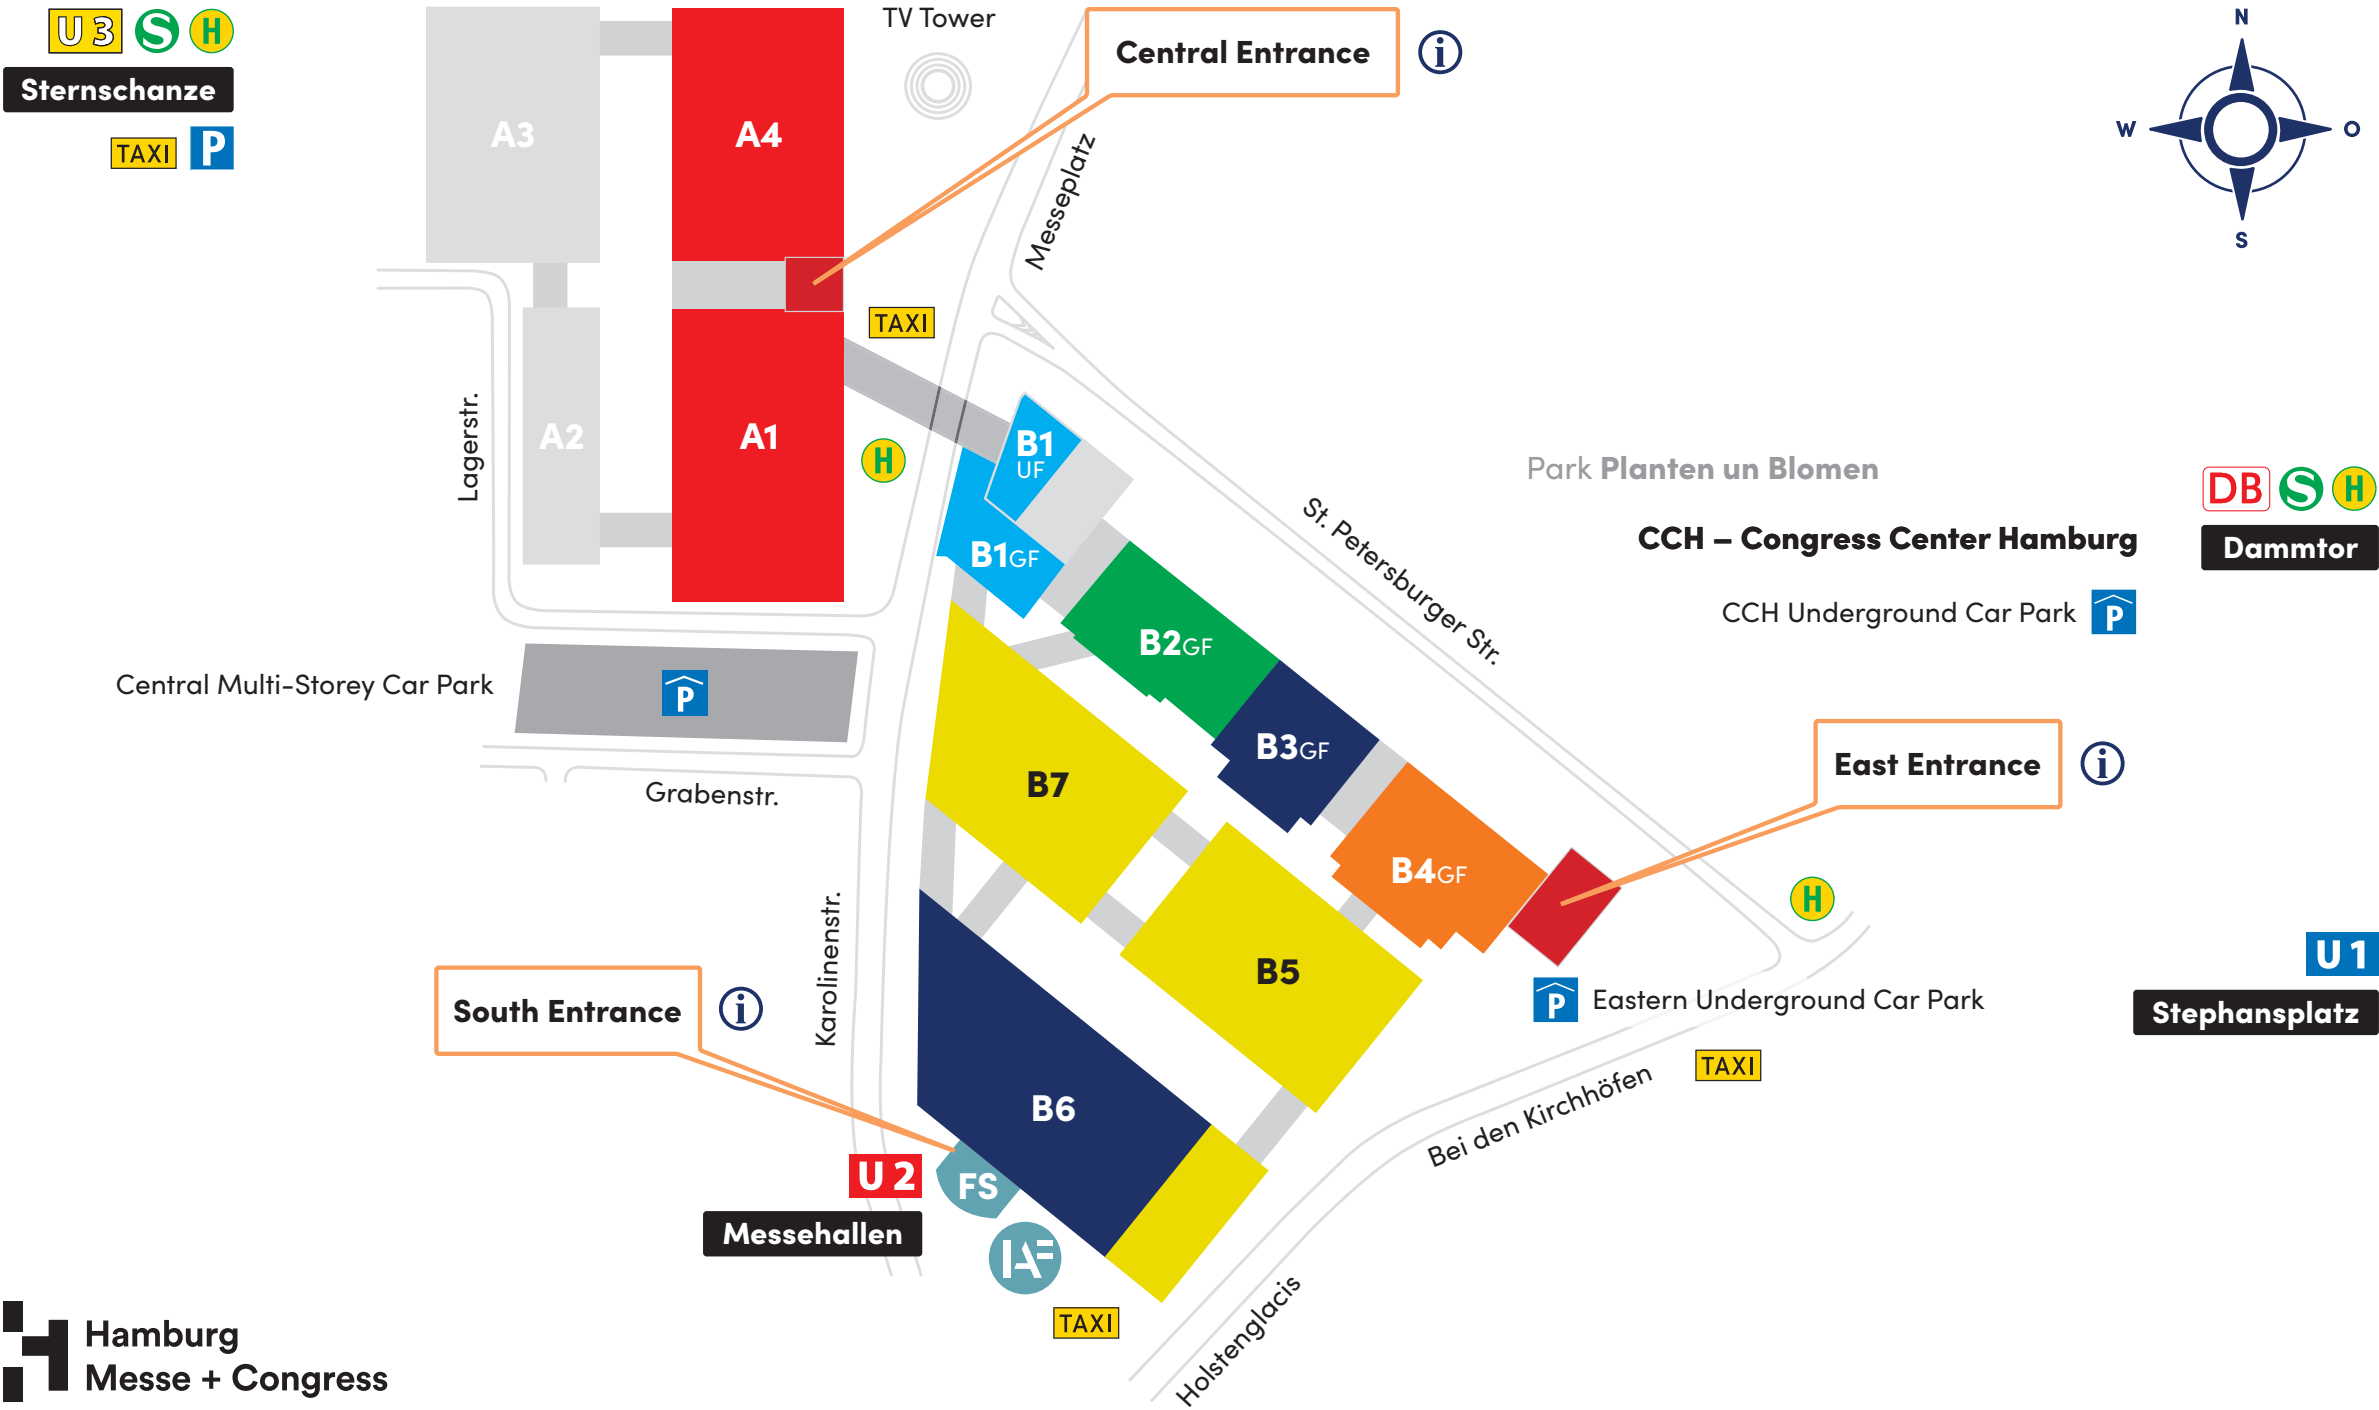 U3 S H
Sternschanze
TAXI P
TV Tower
Central Entrance i
N
W O
S
A3
A4
Messeplatz
TAXI
Lagerstr.
A2
A1
H
B1
UF
B1GF
Park Planten un Blomen
CCH – Congress Center Hamburg
DB S H
Dammtor
CCH Underground Car Park P
St. Petersburger Str.
B2GF
Central Multi-Storey Car Park P
B3GF
East Entrance i
B7
Grabenstr.
B4GF
H
Karolinenstr.
B5
U1
Stephansplatz
South Entrance i
P Eastern Underground Car Park
TAXI
B6
Bei den Kirchhöfen
U2
Messehallen
FS
IAF
TAXI
Holstenglacis
Hamburg
Messe + Congress